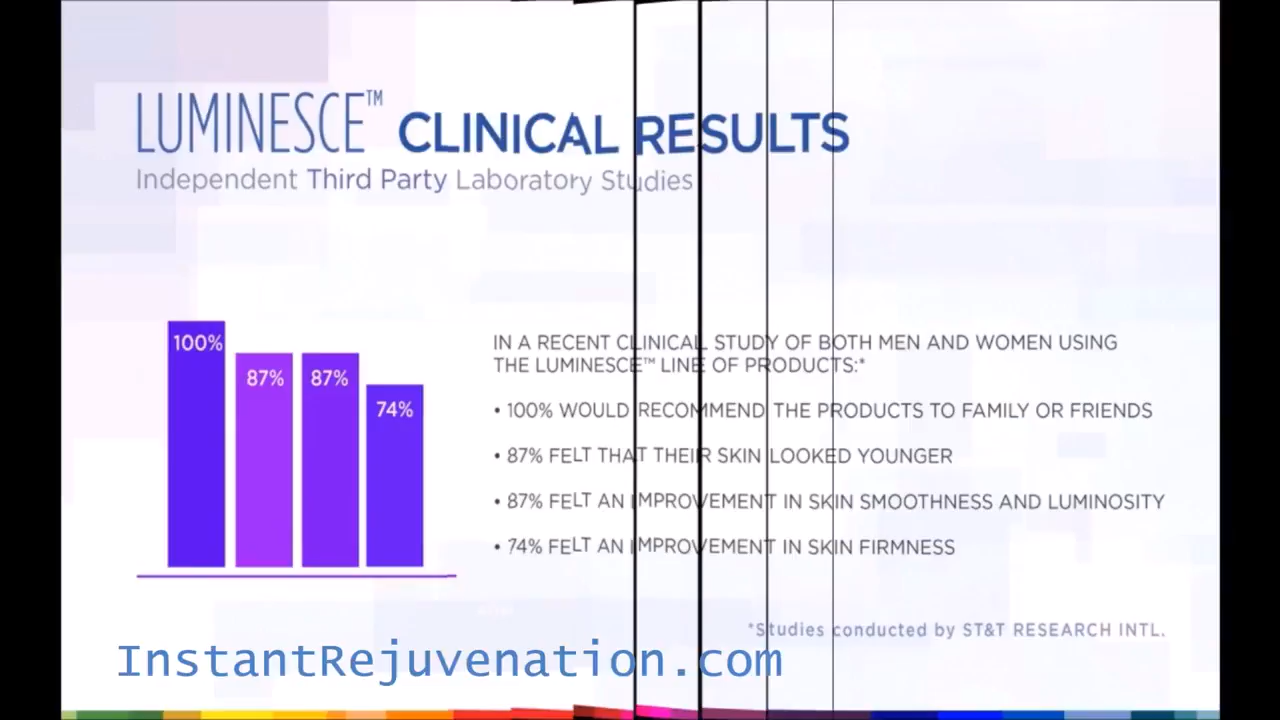 LUMINESCE™ CLINICAL RESULTS
Independent Third Party Laboratory Studies
100%
87%
87%
74%
IN A RECENT CLINICAL STUDY OF BOTH MEN AND WOMEN USING
THE LUMINESCE™ LINE OF PRODUCTS:*
• 100% WOULD RECOMMEND THE PRODUCTS TO FAMILY OR FRIENDS
• 87% FELT THAT THEIR SKIN LOOKED YOUNGER
• 87% FELT AN IMPROVEMENT IN SKIN SMOOTHNESS AND LUMINOSITY
• 74% FELT AN IMPROVEMENT IN SKIN FIRMNESS
*Studies conducted by ST&T RESEARCH INTL.
InstantRejuvenation.com